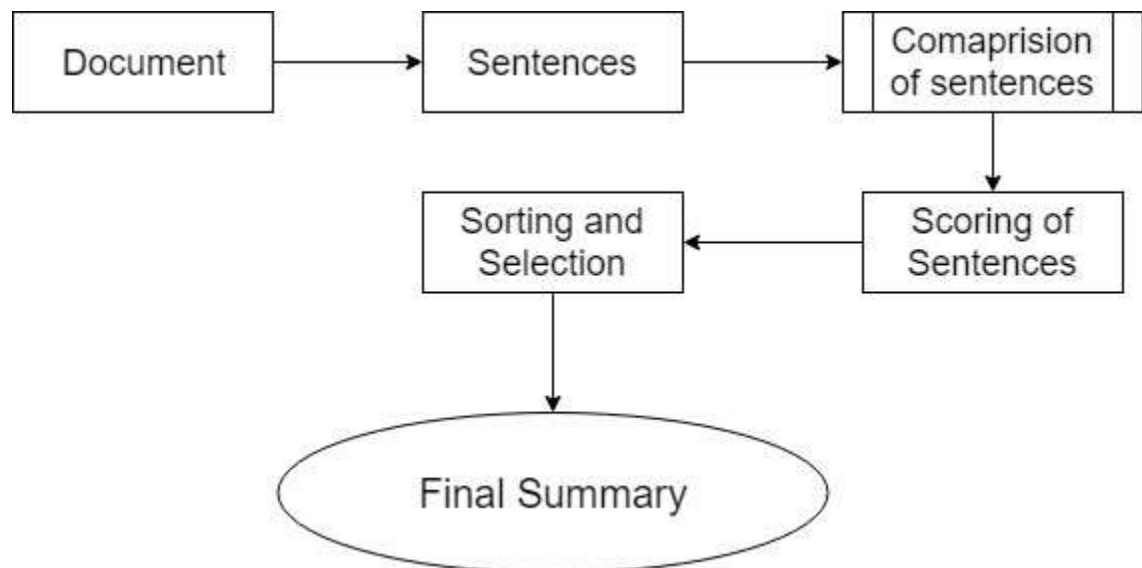 Document
Sentences
Comaprision
of sentences
Scoring of
Sentences
Sorting and
Selection
Final Summary